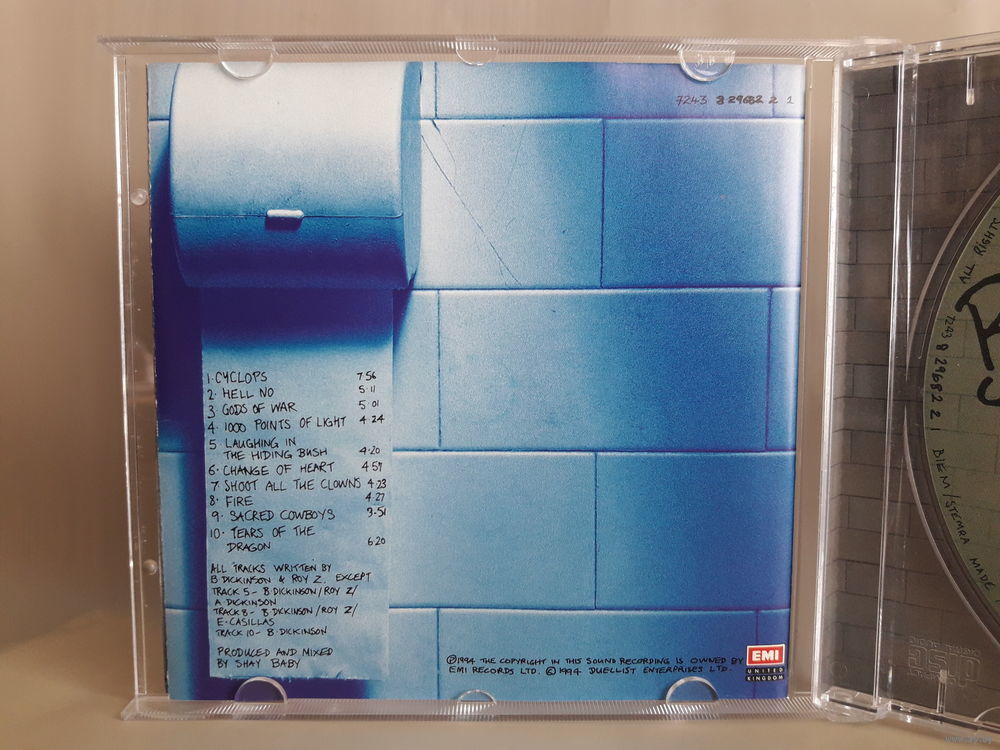 7243 8 29682 2 1
1. CYCLOPS 7.56
2. HELL NO 5.11
3 GODS OF WAR 5.01
4. 1000 POINTS OF LIGHT 4.24
5 LAUGHING IN
THE HIDING BUSH 4.20
6. CHANGE OF HEART 4 57
7 SHOOT ALL THE CLOWNS 4 23
8. FIRE 4.27
9. SACRED COWBOYS 3.51
10. TEARS OF THE
DRAGON 6.20
ALL TRACKS WRITTEN BY
B DICKINSON & ROY Z. EXCEPT
TRACK 5 - B DICKINSON / ROY Z /
A DICKINSON
TRACK 8 - B. DICKINSON / ROY Z /
E. CASILLAS
TRACK 10 - B. DICKINSON
PRODUCED AND MIXED
BY SHAY BABY
Ⓟ1994 THE COPYRIGHT IN THIS SOUND RECORDING IS OWNED BY
EMI RECORDS LTD. © 1994 DUELLIST ENTERPRISES LTD.
EMI
UNITED
KINGDOM
ALL RIGHTS
7243 8 29682 2 1 BIEM/STEMRA MADE